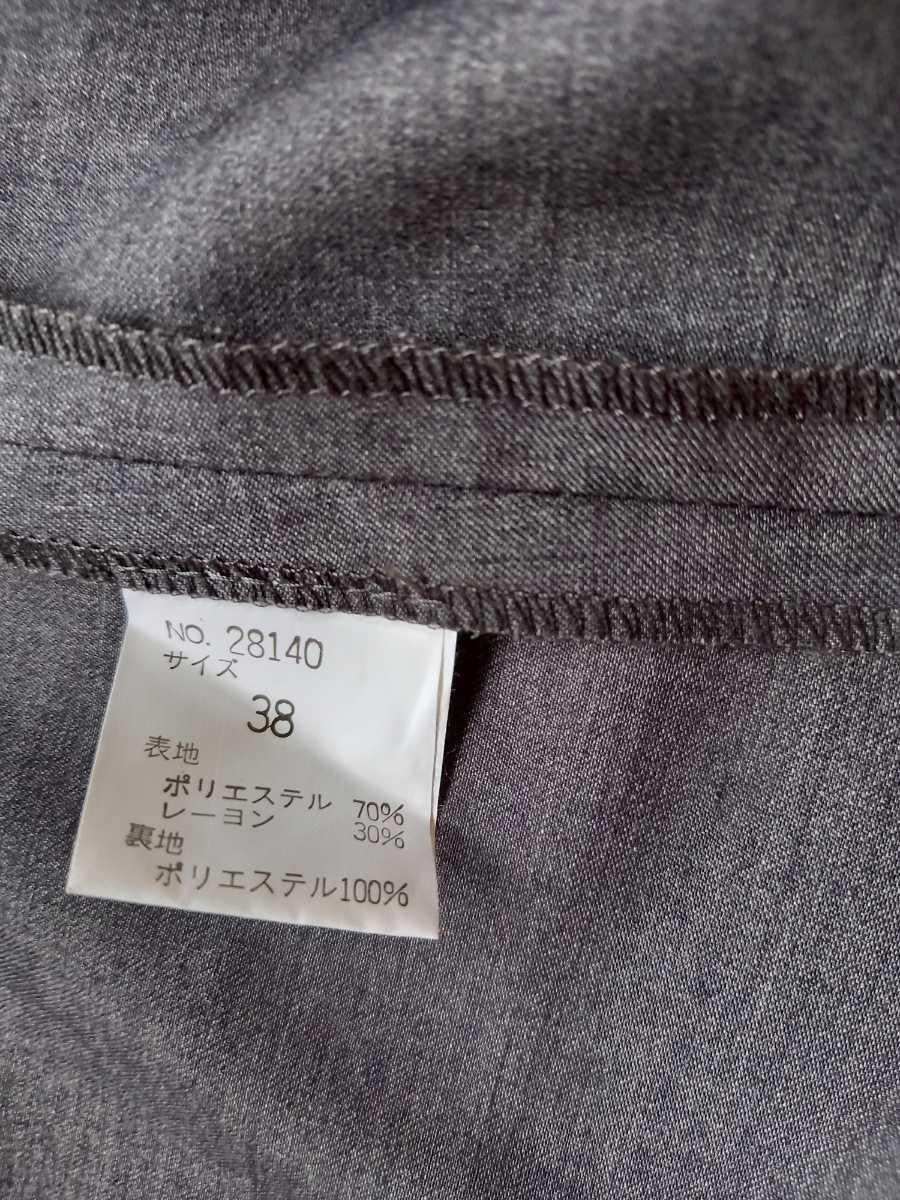 NO. 28140
サイズ
38
表地
ポリエステル 70%
レーヨン 30%
裏地
ポリエステル100%